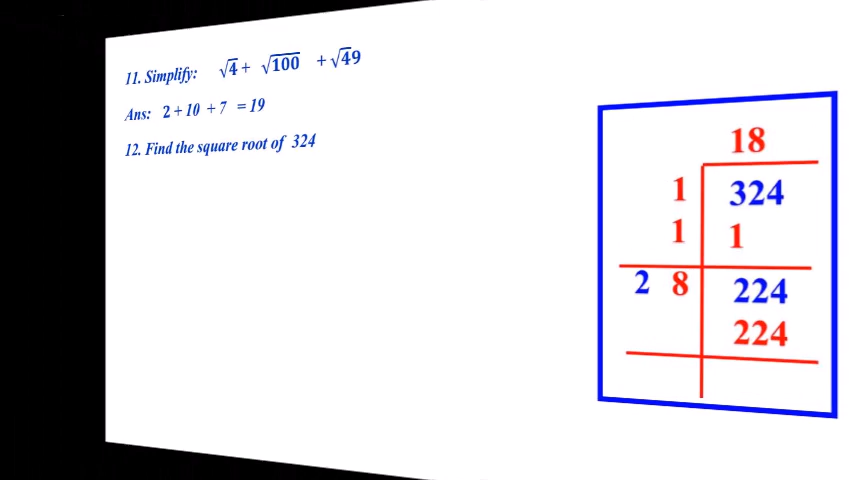 11. Simplify: √4 + √100 + √49
Ans: 2 + 10 + 7 = 19
12. Find the square root of 324
18
1 324
1 1
2 8 224
224